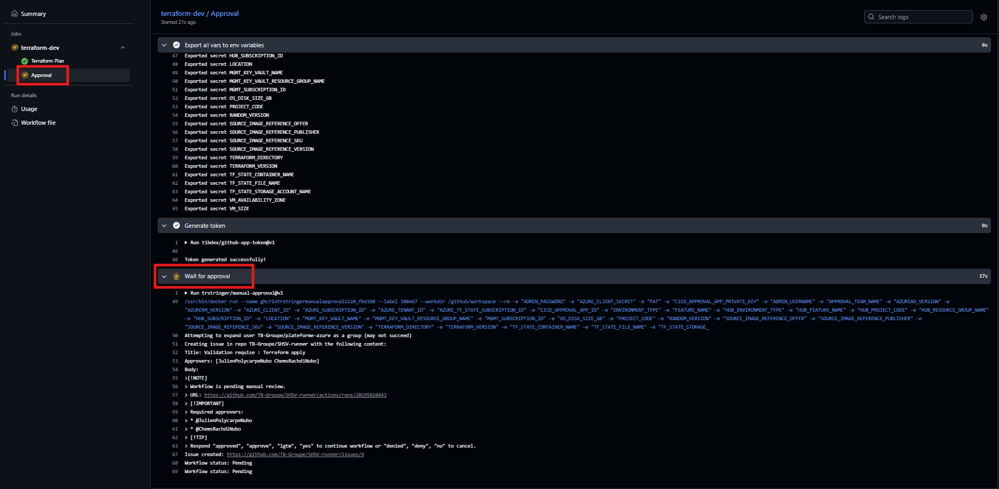 Summary
Jobs
terraform-dev
Terraform Plan
Approval
Run details
Usage
Workflow file
terraform-dev / Approval
Started 21s ago
Search logs
Export all vars to env variables 0s
47 Exported secret HUB_SUBSCRIPTION_ID
48 Exported secret LOCATION
49 Exported secret MGMT_KEY_VAULT_NAME
50 Exported secret MGMT_KEY_VAULT_RESOURCE_GROUP_NAME
51 Exported secret MGMT_SUBSCRIPTION_ID
52 Exported secret OS_DISK_SIZE_GB
53 Exported secret PROJECT_CODE
54 Exported secret RANDOM_VERSION
55 Exported secret SOURCE_IMAGE_REFERENCE_OFFER
56 Exported secret SOURCE_IMAGE_REFERENCE_PUBLISHER
57 Exported secret SOURCE_IMAGE_REFERENCE_SKU
58 Exported secret SOURCE_IMAGE_REFERENCE_VERSION
59 Exported secret TERRAFORM_DIRECTORY
60 Exported secret TERRAFORM_VERSION
61 Exported secret TF_STATE_CONTAINER_NAME
62 Exported secret TF_STATE_FILE_NAME
63 Exported secret TF_STATE_STORAGE_ACCOUNT_NAME
64 Exported secret VM_AVAILABILITY_ZONE
65 Exported secret VM_SIZE
Generate token 0s
1 Run tibdex/github-app-token@v1
46
46 Token generated successfully!
Wait for approval 17s
1 Run trstringer/manual-approval@v1
49 /usr/bin/docker run --name ghcriotrstringermanualapproval1120_fbd3b0 --label 388e67 --workdir /github/workspace --rm -e "ADMIN_PASSWORD" -e "AZURE_CLIENT_SECRET" -e "PAT" -e "CICD_APPROVAL_APP_PRIVATE_KEY" -e "ADMIN_USERNAME" -e "APPROVAL_TEAM_NAME" -e "AZUREAD_VERSION" -e
"AZURERM_VERSION" -e "AZURE_CLIENT_ID" -e "AZURE_SUBSCRIPTION_ID" -e "AZURE_TENANT_ID" -e "AZURE_TF_STATE_SUBSCRIPTION_ID" -e "CICD_APPROVAL_APP_ID" -e "ENVIRONMENT_TYPE" -e "FEATURE_NAME" -e "HUB_ENVIRONMENT_TYPE" -e "HUB_FEATURE_NAME" -e "HUB_PROJECT_CODE" -e "HUB_RESOURCE_GROUP_NAME"
-e "HUB_SUBSCRIPTION_ID" -e "LOCATION" -e "MGMT_KEY_VAULT_NAME" -e "MGMT_KEY_VAULT_RESOURCE_GROUP_NAME" -e "MGMT_SUBSCRIPTION_ID" -e "OS_DISK_SIZE_GB" -e "PROJECT_CODE" -e "RANDOM_VERSION" -e "SOURCE_IMAGE_REFERENCE_OFFER" -e "SOURCE_IMAGE_REFERENCE_PUBLISHER" -e
"SOURCE_IMAGE_REFERENCE_SKU" -e "SOURCE_IMAGE_REFERENCE_VERSION" -e "TERRAFORM_DIRECTORY" -e "TERRAFORM_VERSION" -e "TF_STATE_CONTAINER_NAME" -e "TF_STATE_FILE_NAME" -e "TF_STATE_STORAGE_
50 Attempting to expand user TB-Groupe/plateforme-azure as a group (may not succeed)
51 Creating issue in repo TB-Groupe/SHSV-runner with the following content:
52 Title: Validation requise : Terraform apply
53 Approvers: [JulienPolycarpeNubo ChemsRachdiNubo]
54 Body:
55 >[!NOTE]
56 > Workflow is pending manual review.
57 > URL: https://github.com/TB-Groupe/SHSV-runner/actions/runs/20295810443
58 > [!IMPORTANT]
59 > Required approvers:
60 > * @JulienPolycarpeNubo
61 > * @ChemsRachdiNubo
62 > [!TIP]
63 > Respond "approved", "approve", "lgtm", "yes" to continue workflow or "denied", "deny", "no" to cancel.
67 Issue created: https://github.com/TB-Groupe/SHSV-runner/issues/9
68 Workflow status: Pending
69 Workflow status: Pending